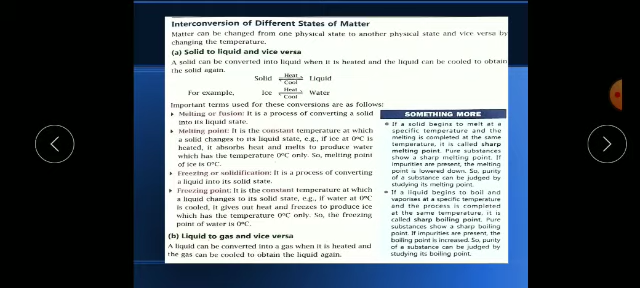 Interconversion of Different States of Matter
Matter can be changed from one physical state to another physical state and vice versa by
changing the temperature.
(a) Solid to liquid and vice versa
A solid can be converted into liquid when it is heated and the liquid can be cooled to obtain
the solid again.
Solid Heat Cool Liquid
For example, Ice Heat Cool Water
Important terms used for these conversions are as follows:
Melting or fusion: It is a process of converting a solid
into its liquid state.
Melting point: It is the constant temperature at which
a solid changes to its liquid state, e.g., if ice at 0°C is
heated, it absorbs heat and melts to produce water
which has the temperature 0°C only. So, melting point
of ice is 0°C.
Freezing or solidification: It is a process of converting
a liquid into its solid state.
Freezing point: It is the constant temperature at which
a liquid changes to its solid state, e.g., if water at 0°C
is cooled, it gives out heat and freezes to produce ice
which has the temperature 0°C only. So, the freezing
point of water is 0°C.
(b) Liquid to gas and vice versa
A liquid can be converted into a gas when it is heated and
the gas can be cooled to obtain the liquid again.
SOMETHING MORE
If a solid begins to melt at a
specific temperature and the
melting is completed at the same
temperature, it is called sharp
melting point. Pure substances
show a sharp melting point. If
impurities are present, the melting
point is lowered down. So, purity
of a substance can be judged by
studying its melting point.
If a liquid begins to boil and
vaporises at a specific temperature
and the process is completed
at the same temperature, it is
called sharp boiling point. Pure
substances show a sharp boiling
point. If impurities are present, the
boiling point is increased. So, purity
of a substance can be judged by
studying its boiling point.